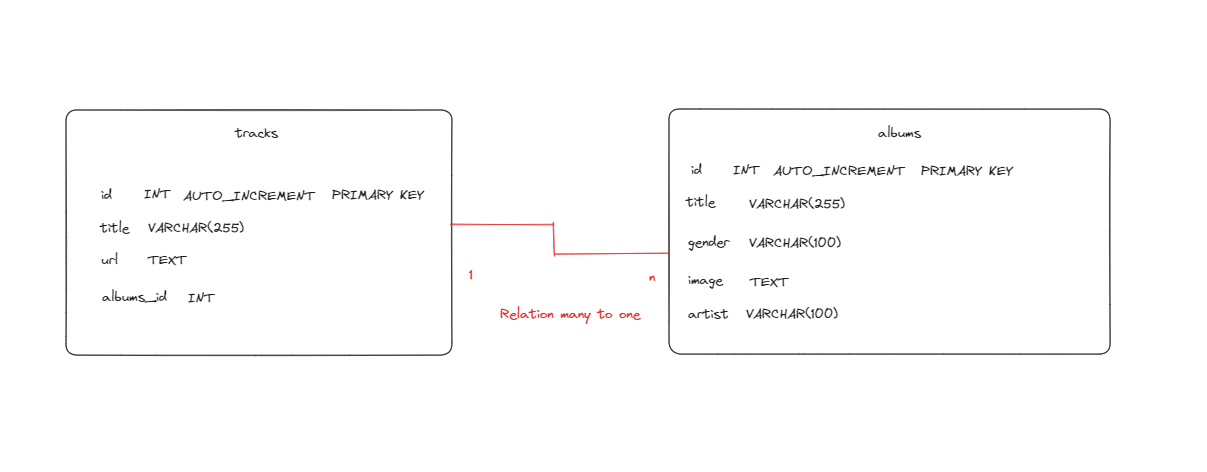 tracks
id INT AUTO_INCREMENT PRIMARY KEY
title VARCHAR(255)
url TEXT
albums_id INT
1
n
Relation many to one
albums
id INT AUTO_INCREMENT PRIMARY KEY
title VARCHAR(255)
gender VARCHAR(100)
image TEXT
artist VARCHAR(100)